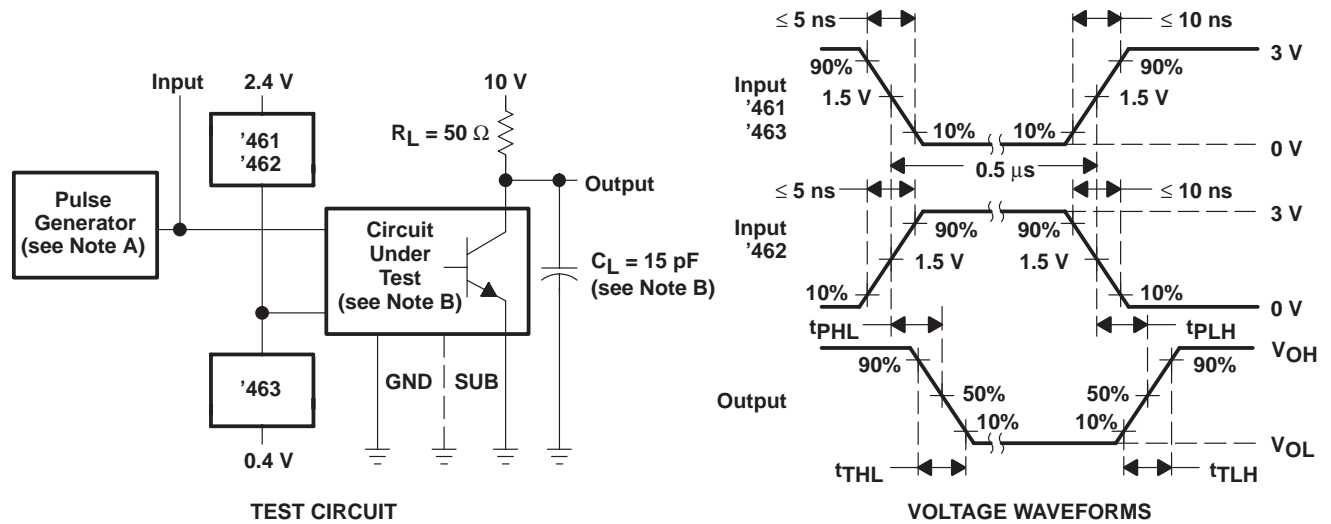 Input
2.4 V
'461
'462
Pulse
Generator
(see Note A)
'463
0.4 V
10 V
RL = 50 Ω
Output
Circuit
Under
Test
(see Note B)
CL = 15 pF
(see Note B)
GND
SUB
TEST CIRCUIT
≤ 5 ns
≤ 10 ns
Input
'461
'463
90%
1.5 V
10%
10%
90%
1.5 V
3 V
0 V
0.5 µs
≤ 5 ns
≤ 10 ns
Input
'462
90%
90%
1.5 V
1.5 V
10%
10%
3 V
0 V
tPHL
tPLH
Output
90%
50%
10%
10%
50%
90%
VOH
VOL
tTHL
tTLH
VOLTAGE WAVEFORMS